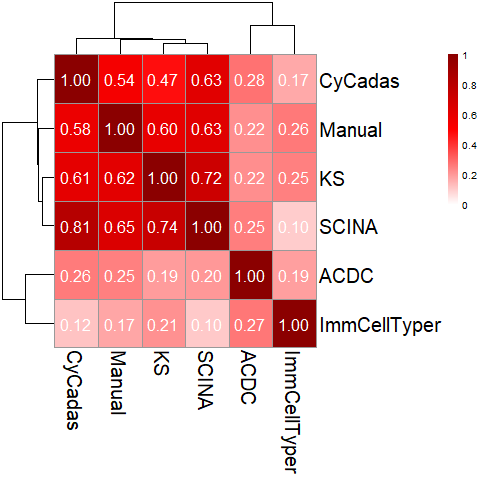 1.00 0.54 0.47 0.63 0.28 0.17 CyCadas
0.58 1.00 0.60 0.63 0.22 0.26 Manual
0.61 0.62 1.00 0.72 0.22 0.25 KS
0.81 0.65 0.74 1.00 0.25 0.10 SCINA
0.26 0.25 0.19 0.20 1.00 0.19 ACDC
0.12 0.17 0.21 0.10 0.27 1.00 ImmCellTyper
CyCadas Manual KS SCINA ACDC ImmCellTyper
1
0.8
0.6
0.4
0.2
0